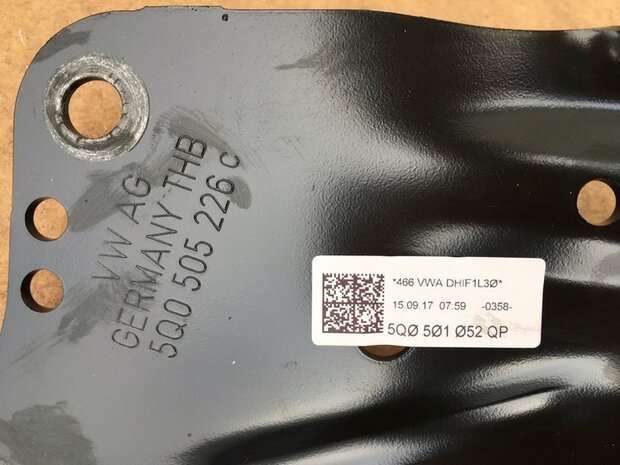 VW AG
GERMANY THB
5Q0 505 226 c
*466 VWA DHIF1L3Ø*
15.09.17 07:59 -0358-
5QØ 5Ø1 Ø52 QP